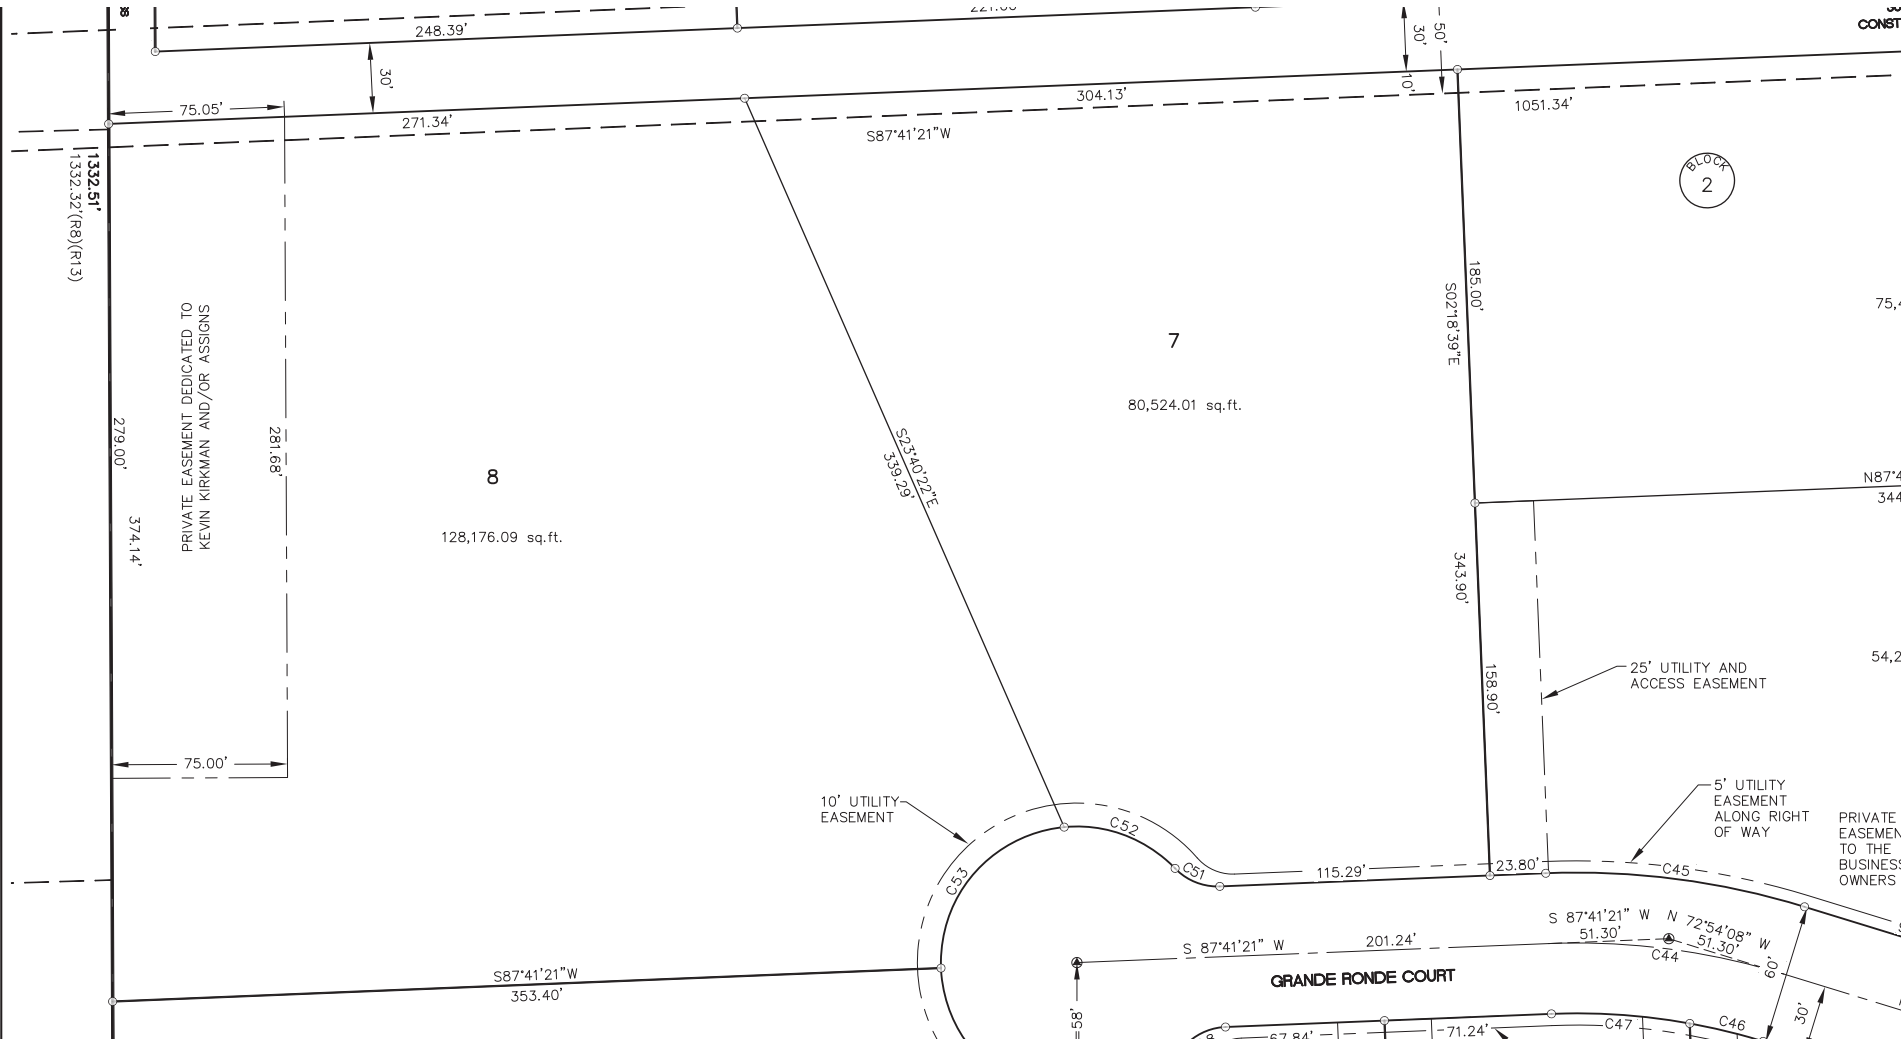 248.39'
30'
30'
50'
10'
75.05'
271.34'
304.13'
1051.34'
S87°41'21"W
BLOCK
2
1332.51'
1332.32'(R8)(R13)
PRIVATE EASEMENT DEDICATED TO
KEVIN KIRKMAN AND/OR ASSIGNS
279.00'
374.14'
281.68'
75.00'
8
128,176.09 sq.ft.
S23°40'22"E
339.29'
7
80,524.01 sq.ft.
185.00'
S02°18'39"E
343.90'
158.90'
25' UTILITY AND
ACCESS EASEMENT
10' UTILITY
EASEMENT
5' UTILITY
EASEMENT
ALONG RIGHT
OF WAY
PRIVATE
TO THE
OWNERS
C52
C51
C53
115.29'
23.80'
C45
S 87°41'21" W
201.24'
S 87°41'21" W
51.30'
N 72°54'08" W
51.30'
C44
60'
30'
GRANDE RONDE COURT
S87°41'21"W
353.40'
=58'
67.84'
71.24'
C47
C46